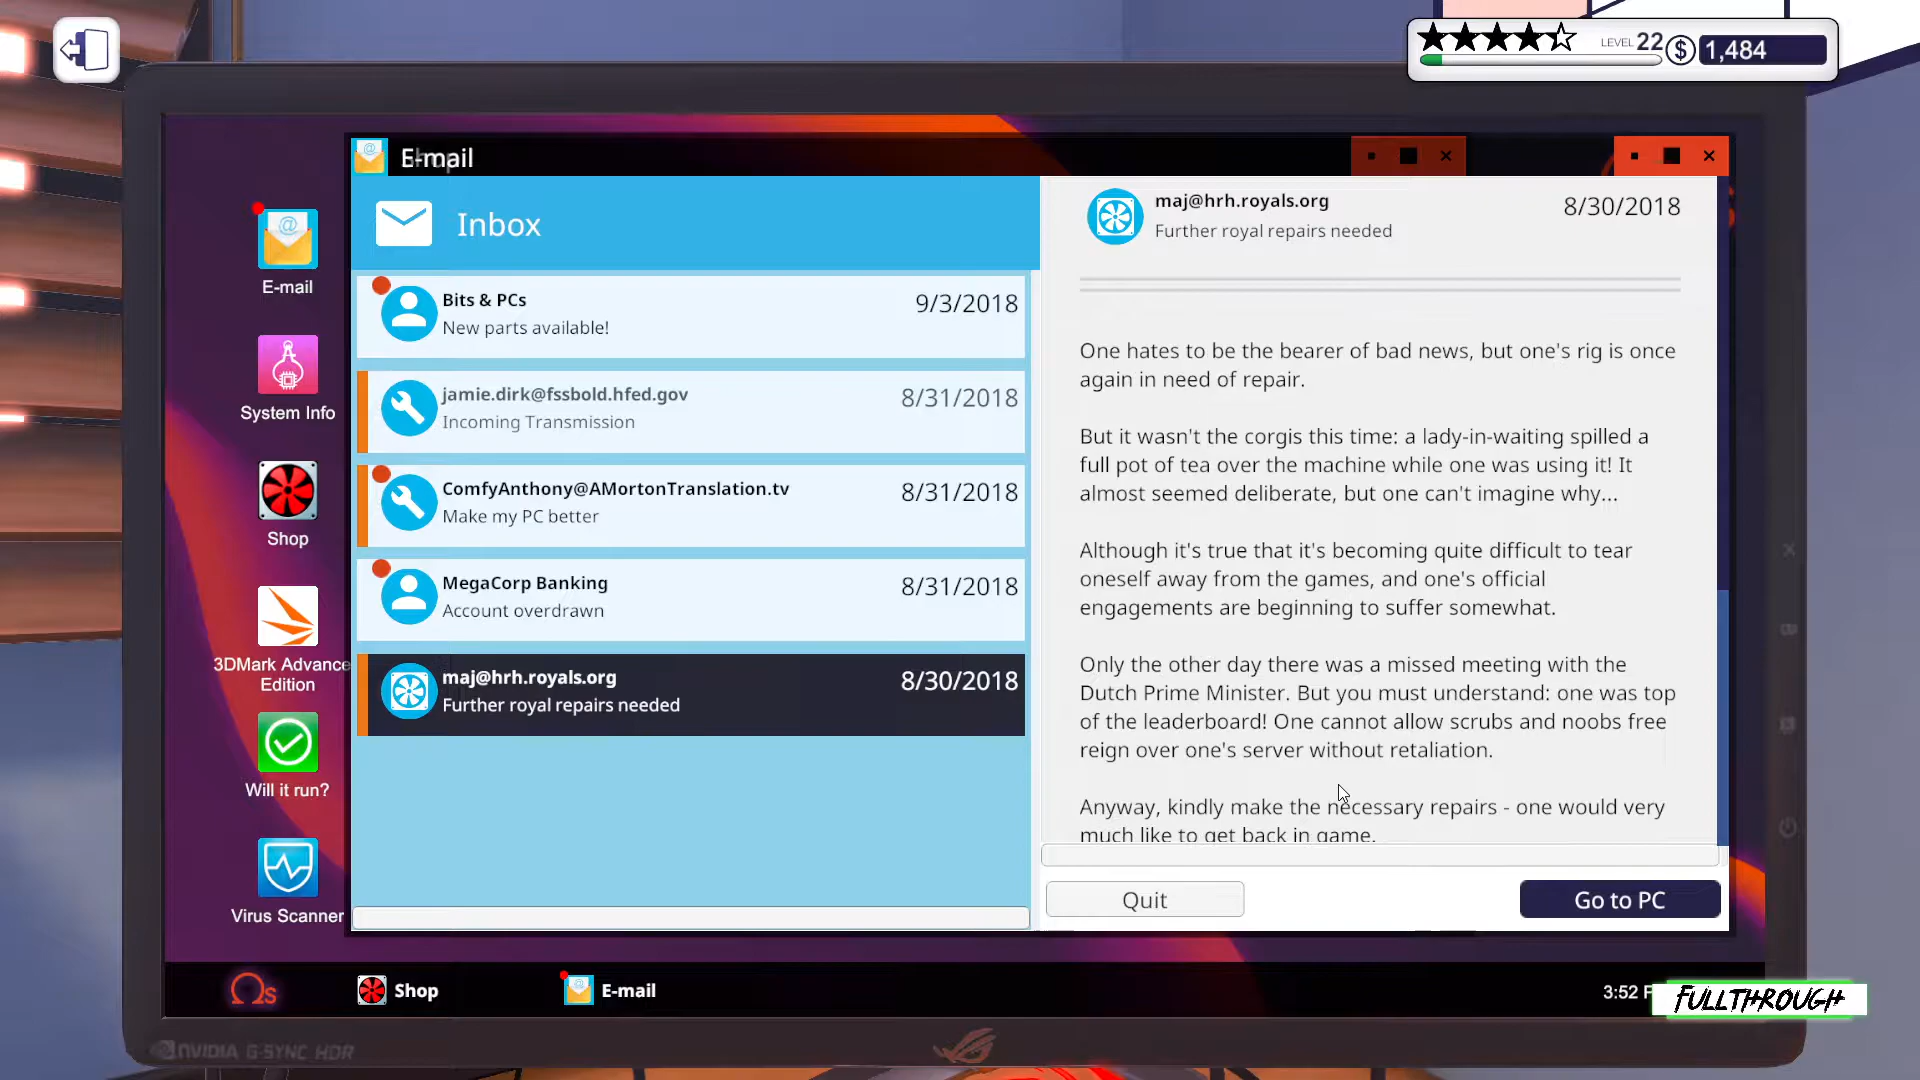 LEVEL 22
$ 1,484
E-mail
Inbox
Bits & PCs
9/3/2018
New parts available!
jamie.dirk@fssbold.hfed.gov
8/31/2018
Incoming Transmission
ComfyAnthony@AMortonTranslation.tv
8/31/2018
Make my PC better
MegaCorp Banking
8/31/2018
Account overdrawn
maj@hrh.royals.org
8/30/2018
Further royal repairs needed
maj@hrh.royals.org
8/30/2018
Further royal repairs needed
One hates to be the bearer of bad news, but one's rig is once
again in need of repair.
But it wasn't the corgis this time: a lady-in-waiting spilled a
full pot of tea over the machine while one was using it! It
almost seemed deliberate, but one can't imagine why...
Although it's true that it's becoming quite difficult to tear
oneself away from the games, and one's official
engagements are beginning to suffer somewhat.
Only the other day there was a missed meeting with the
Dutch Prime Minister. But you must understand: one was top
of the leaderboard! One cannot allow scrubs and noobs free
reign over one's server without retaliation.
Anyway, kindly make the necessary repairs - one would very
much like to get back in game.
Quit
Go to PC
E-mail
System Info
Shop
3DMark Advance
Edition
Will it run?
Virus Scanner
Ωs
Shop
E-mail
3:52
FULLTHROUGH
NVIDIA G-SYNC HDR